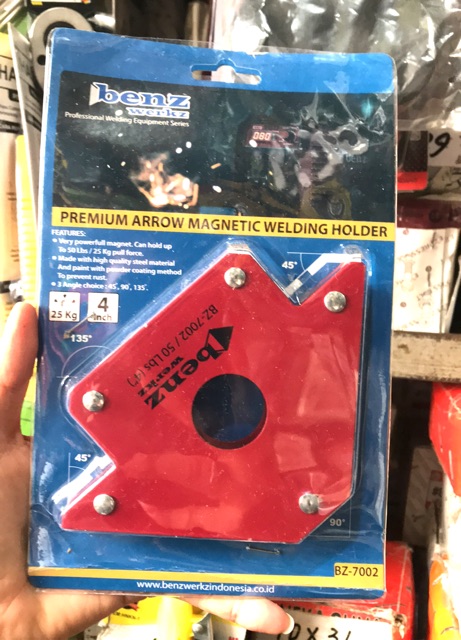 benz
werkz
Professional Welding Equipment Series
080
PREMIUM ARROW MAGNETIC WELDING HOLDER
FEATURES:
• Very powerfull magnet. Can hold up
To 50 Lbs / 25 Kg pull force.
• Made with high quality steel material
And paint with powder coating method
To prevent rust.
• 3 Angle choice : 45°, 90°, 135°.
25 Kg
4
inch
45°
135°
BZ-7002 / 50 Lbs (4")
benz
werkz
45°
90°
BZ-7002
www.benzwerkzindonesia.co.id